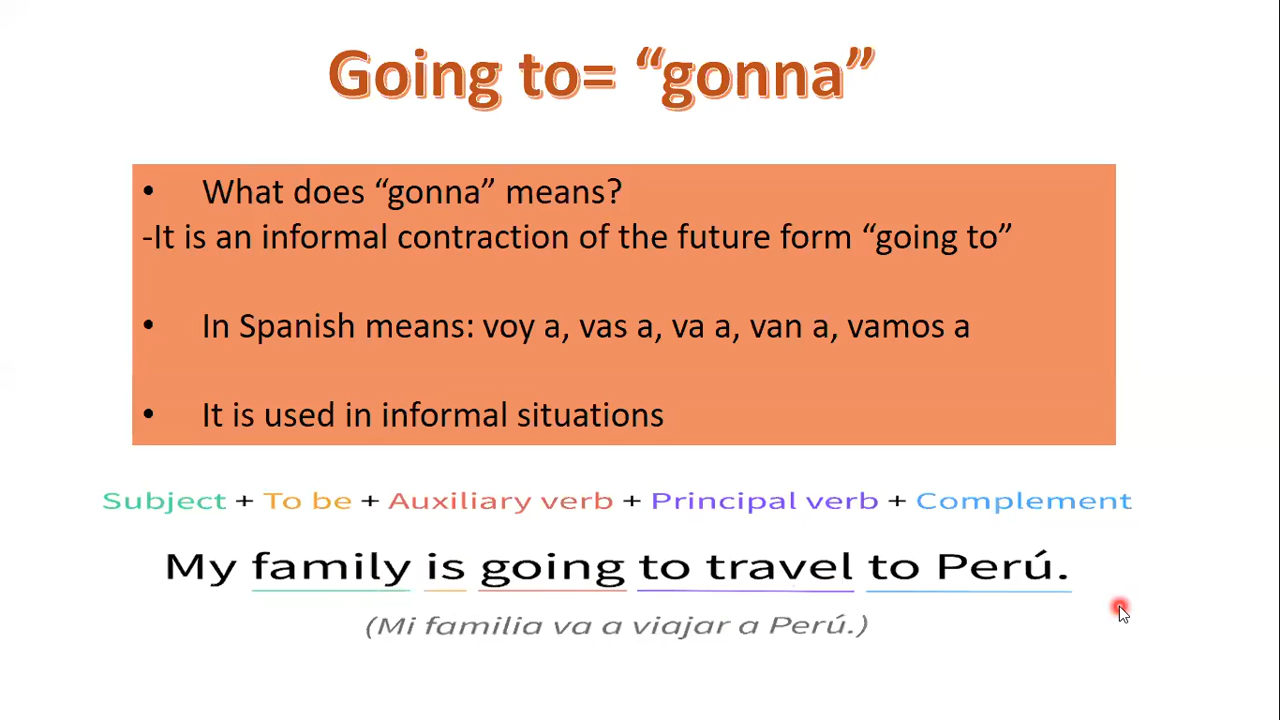 Going to= “gonna”
• What does “gonna” means?
-It is an informal contraction of the future form “going to”
• In Spanish means: voy a, vas a, va a, van a, vamos a
• It is used in informal situations
Subject + To be + Auxiliary verb + Principal verb + Complement
My family is going to travel to Perú.
(Mi familia va a viajar a Perú.)